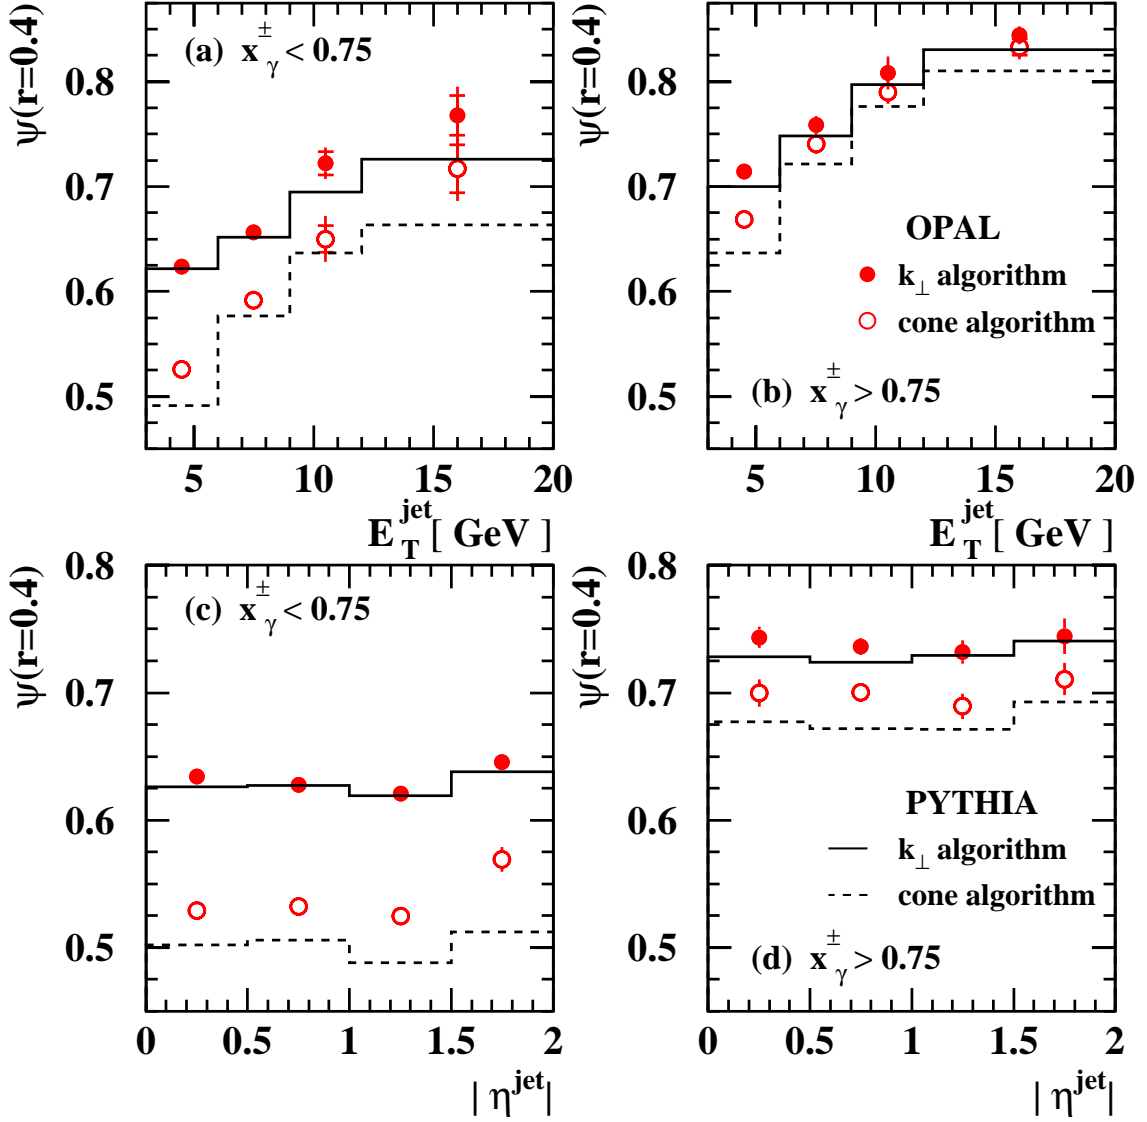 ψ(r=0.4)
(a) x±γ < 0.75
0.8
0.7
0.6
0.5
5 10 15 20
E_T^jet [ GeV ]
ψ(r=0.4)
0.8
0.7
0.6
0.5
OPAL
k⊥ algorithm
cone algorithm
(b) x±γ > 0.75
5 10 15 20
E_T^jet [ GeV ]
ψ(r=0.4)
0.8
(c) x±γ < 0.75
0.7
0.6
0.5
0 0.5 1 1.5 2
| η^jet|
ψ(r=0.4)
0.8
0.7
0.6
0.5
PYTHIA
k⊥ algorithm
cone algorithm
(d) x±γ > 0.75
0 0.5 1 1.5 2
| η^jet|